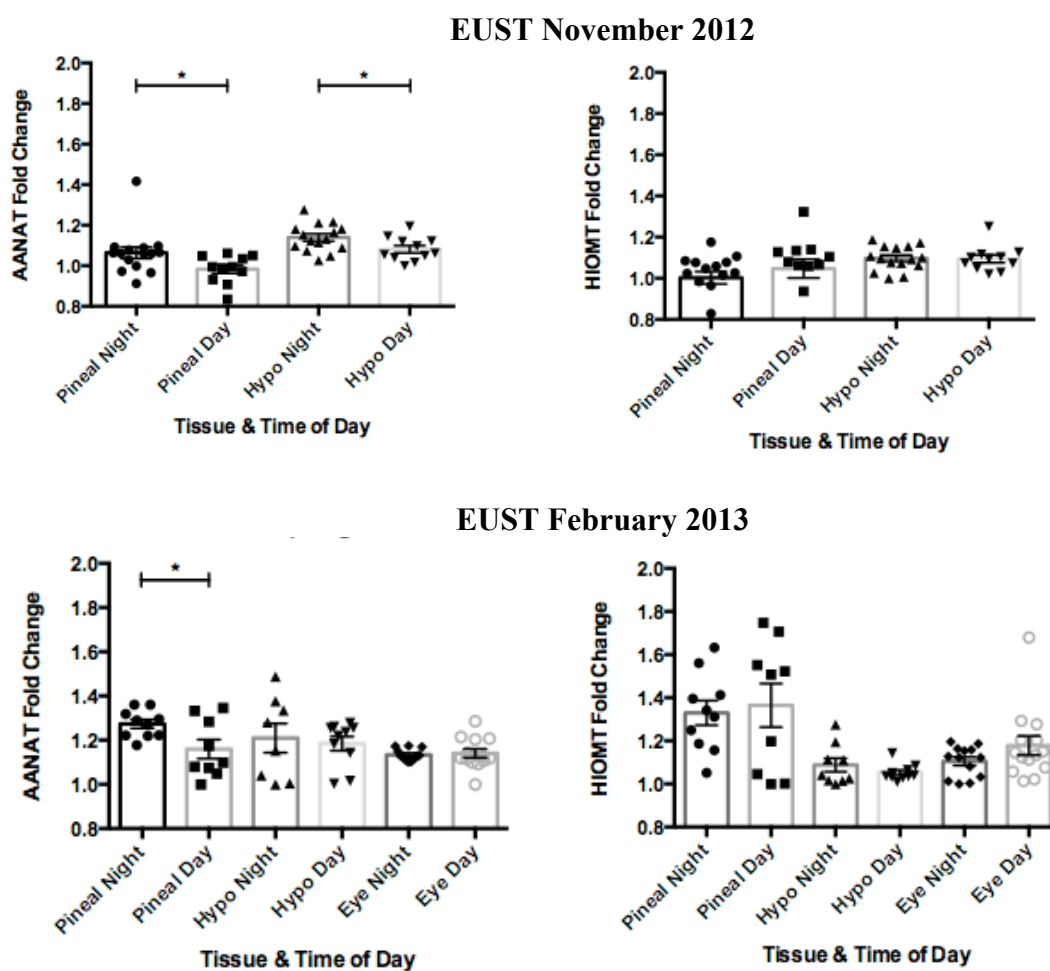 EUST November 2012
2.0
1.8
1.6
1.4
1.2
1.0
0.8
AANAT Fold Change
*
*
Pineal Night
Pineal Day
Hypo Night
Hypo Day
Tissue & Time of Day
2.0
1.8
1.6
1.4
1.2
1.0
0.8
HIOMT Fold Change
Pineal Night
Pineal Day
Hypo Night
Hypo Day
Tissue & Time of Day
EUST February 2013
2.0
1.8
1.6
1.4
1.2
1.0
0.8
AANAT Fold Change
*
Pineal Night
Pineal Day
Hypo Night
Hypo Day
Eye Night
Eye Day
Tissue & Time of Day
2.0
1.8
1.6
1.4
1.2
1.0
0.8
HIOMT Fold Change
Pineal Night
Pineal Day
Hypo Night
Hypo Day
Eye Night
Eye Day
Tissue & Time of Day